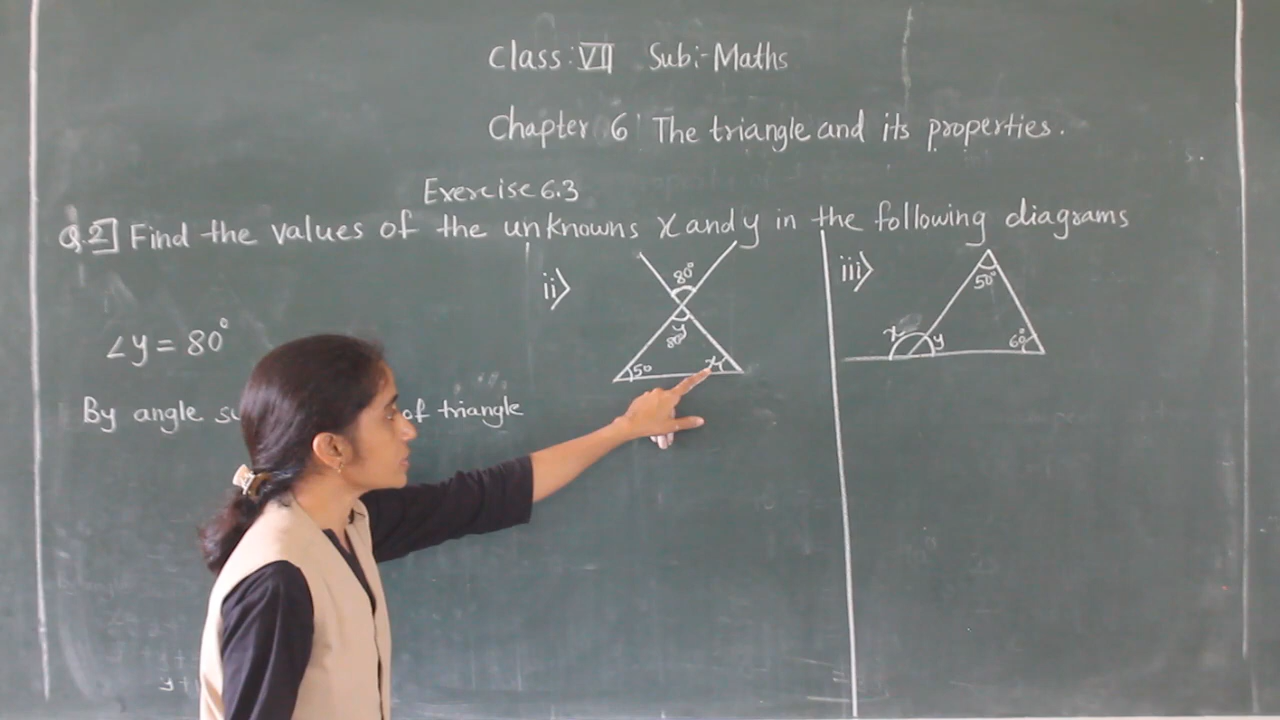 Class:VII Sub:-Maths
Chapter 6 The triangle and its properties.
Exercise 6.3
Q.2] Find the values of the unknowns x and y in the following diagrams
ii>
80°
y
80°
50
x
iii>
50°
x
y
60°
∠y = 80°
By angle of triangle